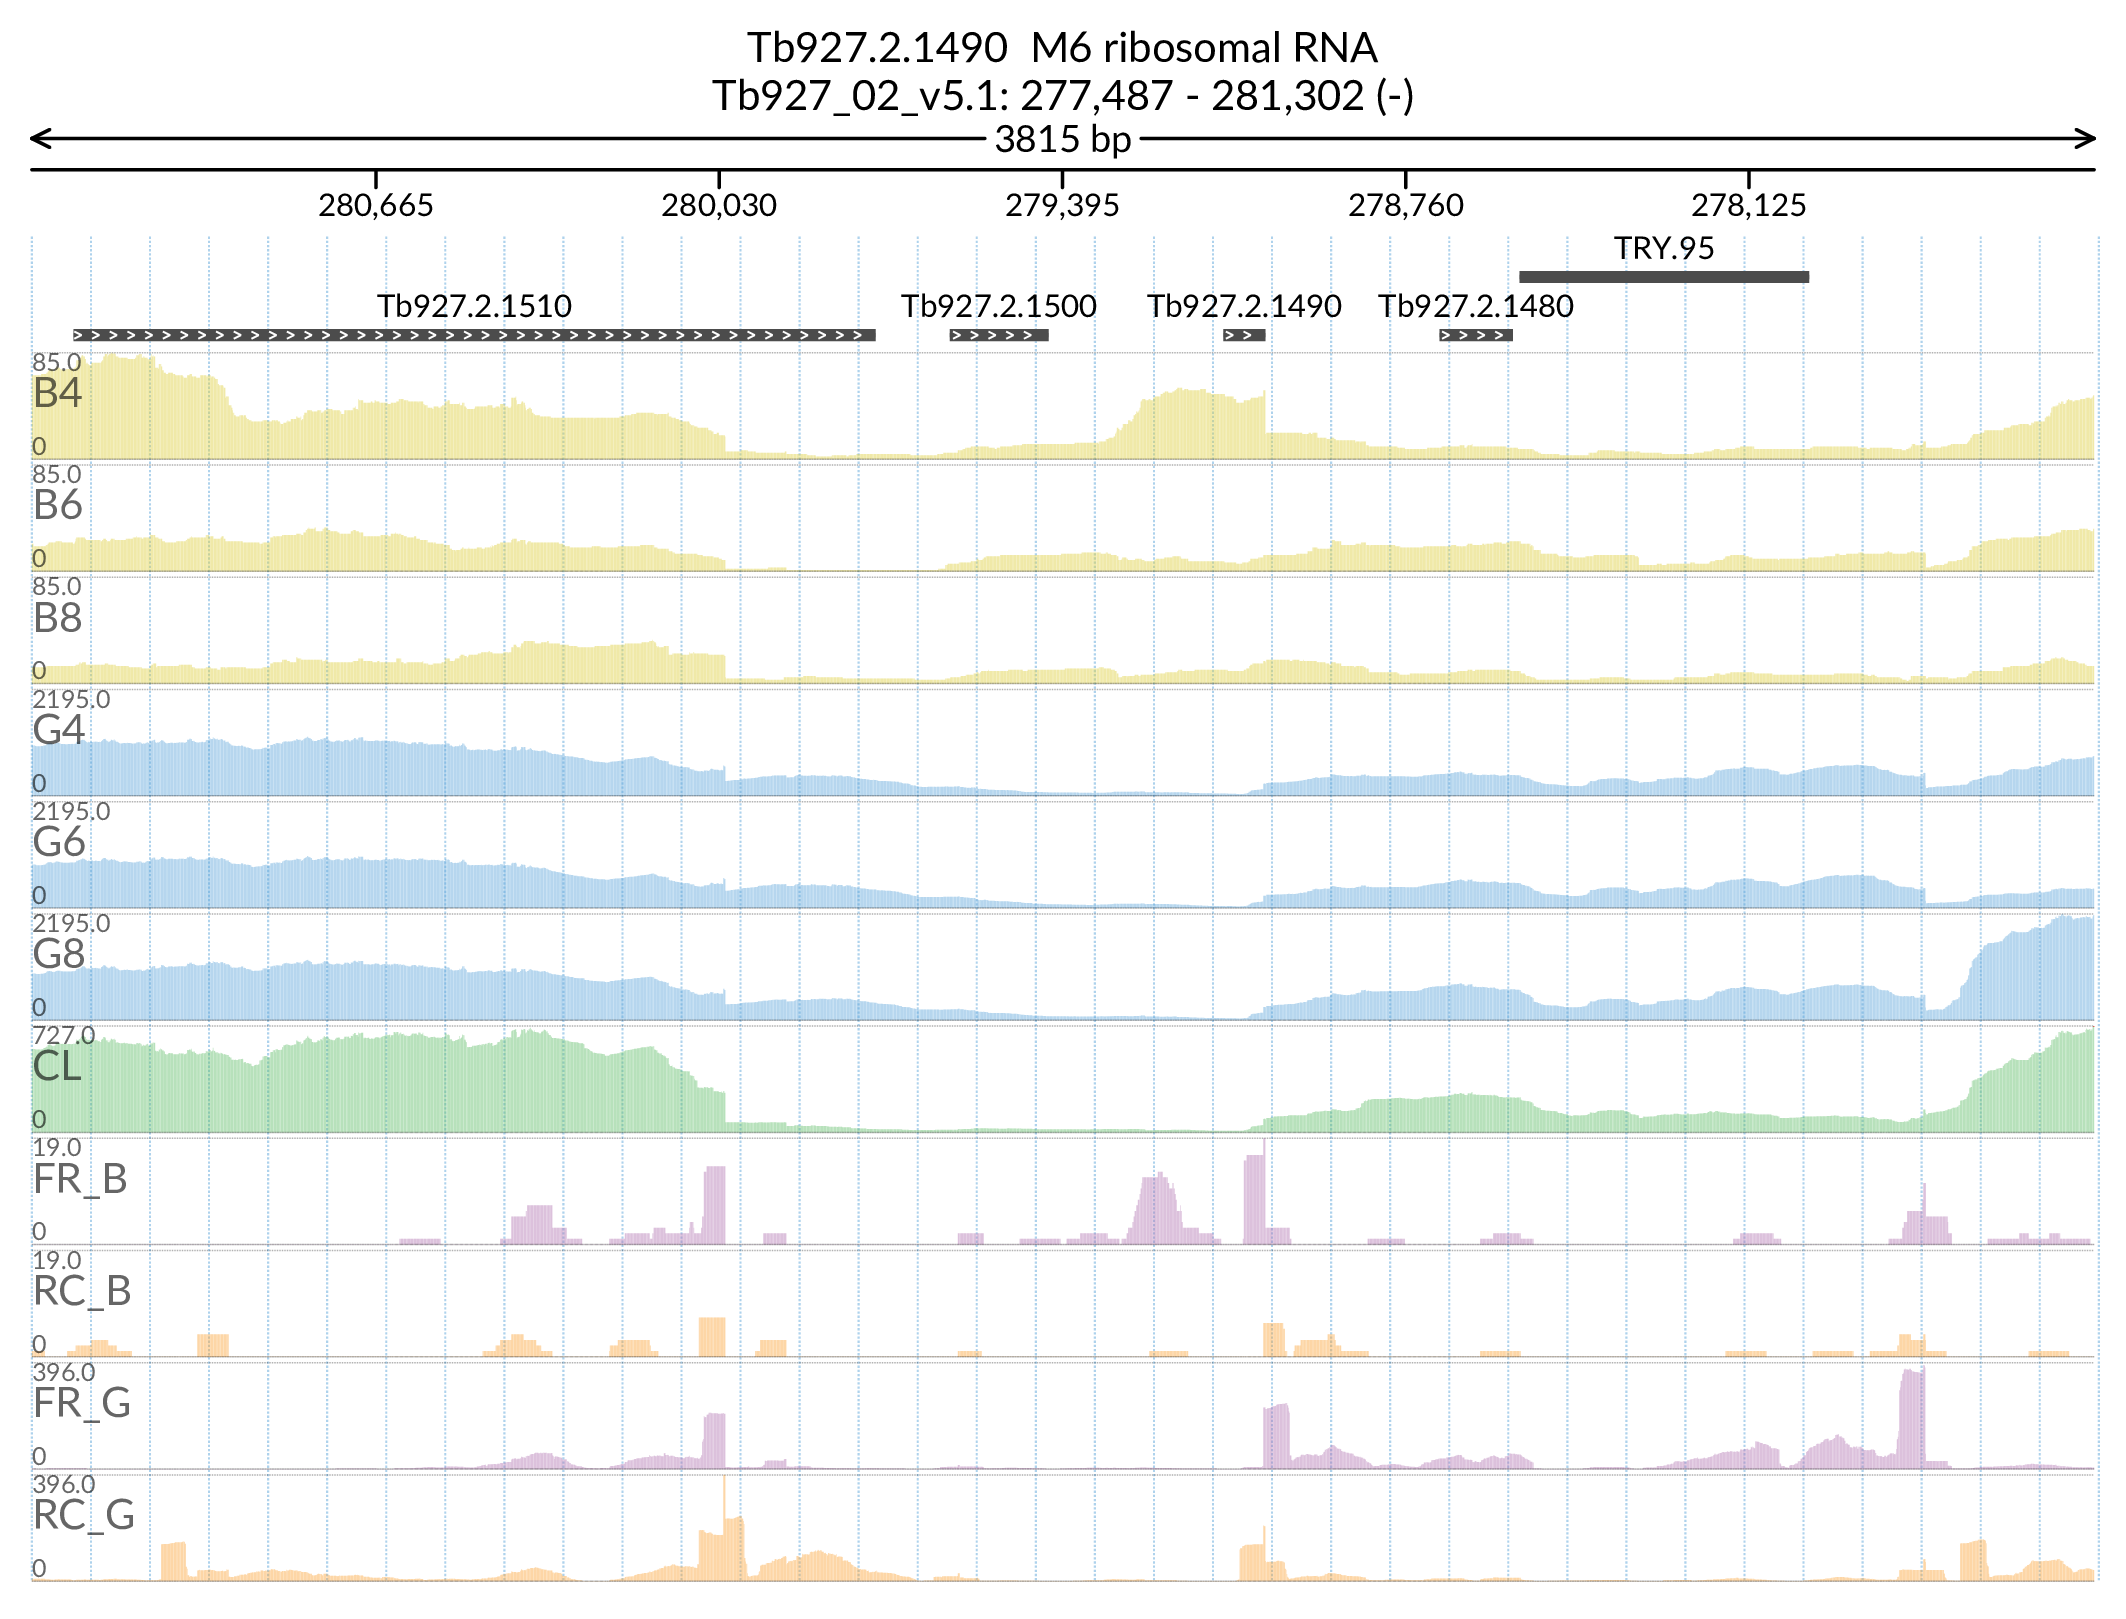 Tb927.2.1490  M6 ribosomal RNA
Tb927_02_v5.1: 277,487 - 281,302 (-)
3815 bp
280,665 280,030 279,395 278,760 278,125
TRY.95
Tb927.2.1510 Tb927.2.1500 Tb927.2.1490 Tb927.2.1480
85.0
B4
0
85.0
B6
0
85.0
B8
0
2195.0
G4
0
2195.0
G6
0
2195.0
G8
0
727.0
CL
0
19.0
FR_B
0
19.0
RC_B
0
396.0
FR_G
0
396.0
RC_G
0